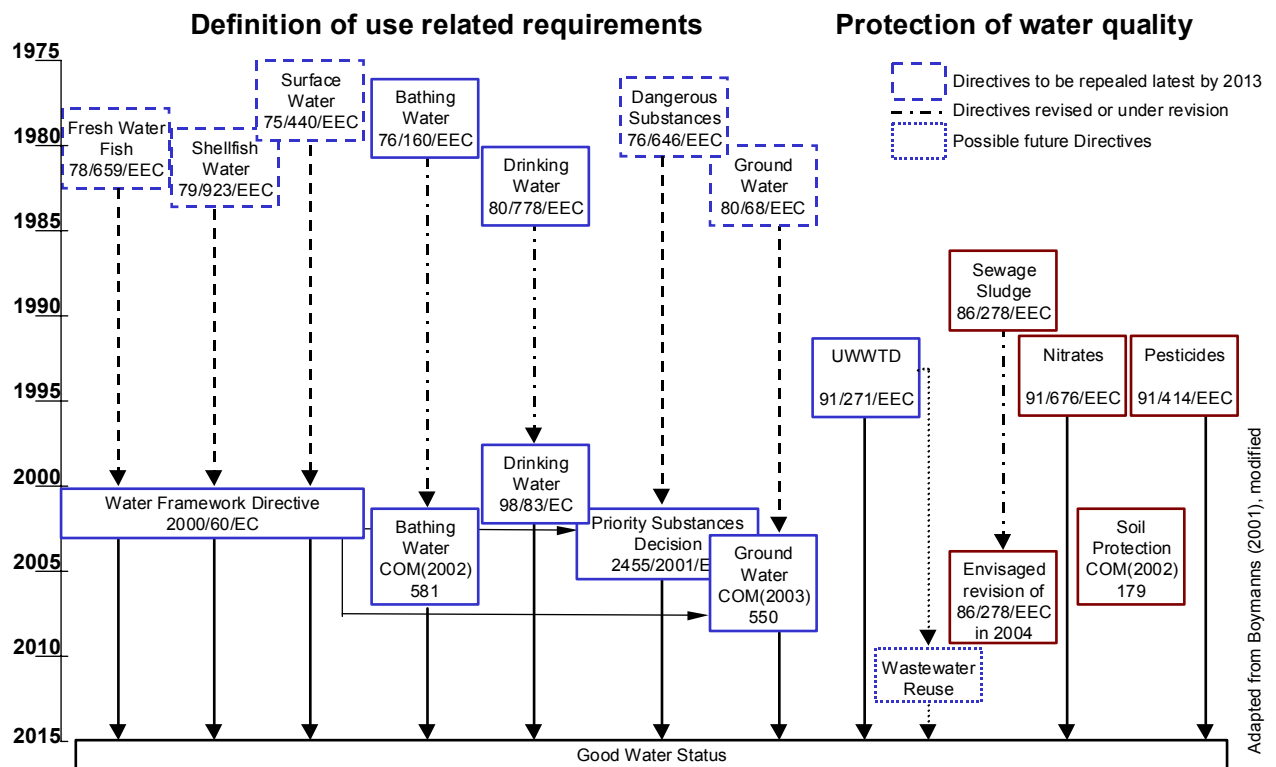 Definition of use related requirements
Protection of water quality
1975
1980
1985
1990
1995
2000
2005
2010
2015
Directives to be repealed latest by 2013
Directives revised or under revision
Possible future Directives
Fresh Water
Fish
78/659/EEC
Shellfish
Water
79/923/EEC
Surface
Water
75/440/EEC
Bathing
Water
76/160/EEC
Drinking
Water
80/778/EEC
Dangerous
Substances
76/646/EEC
Ground
Water
80/68/EEC
Sewage
Sludge
86/278/EEC
UWWTD
91/271/EEC
Nitrates
91/676/EEC
Pesticides
91/414/EEC
Water Framework Directive
2000/60/EC
Bathing
Water
COM(2002)
581
Drinking
Water
98/83/EC
Priority Substances
Decision
2455/2001/E
Ground
Water
COM(2003)
550
Envisaged
revision of
86/278/EEC
in 2004
Soil
Protection
COM(2002)
179
Wastewater
Reuse
Good Water Status
Adapted from Boymanns (2001), modified